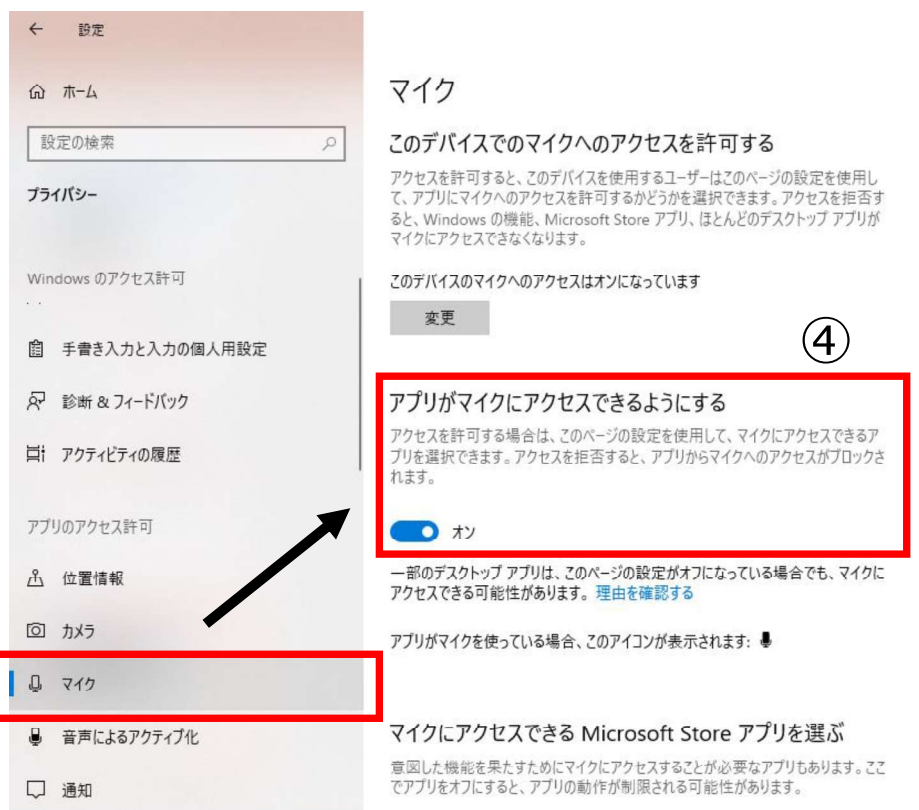 設定
ホーム
設定の検索
プライバシー
Windows のアクセス許可
手書き入力と入力の個人用設定
診断 & フィードバック
アクティビティの履歴
アプリのアクセス許可
位置情報
カメラ
マイク
音声によるアクティブ化
通知
マイク
このデバイスでのマイクへのアクセスを許可する
アクセスを許可すると、このデバイスを使用するユーザーはこのページの設定を使用し
て、アプリにマイクへのアクセスを許可するかどうかを選択できます。アクセスを拒否す
ると、Windows の機能、Microsoft Store アプリ、ほとんどのデスクトップ アプリが
マイクにアクセスできなくなります。
このデバイスのマイクへのアクセスはオンになっています
変更
④
アプリがマイクにアクセスできるようにする
アクセスを許可する場合は、このページの設定を使用して、マイクにアクセスできるア
プリを選択できます。アクセスを拒否すると、アプリからマイクへのアクセスがブロックさ
れます。
オン
一部のデスクトップ アプリは、このページの設定がオフになっている場合でも、マイクに
アクセスできる可能性があります。 理由を確認する
アプリがマイクを使っている場合、このアイコンが表示されます:
マイクにアクセスできる Microsoft Store アプリを選ぶ
意図した機能を果たすためにマイクにアクセスすることが必要なアプリもあります。ここ
でアプリをオフにすると、アプリの動作が制限される可能性があります。